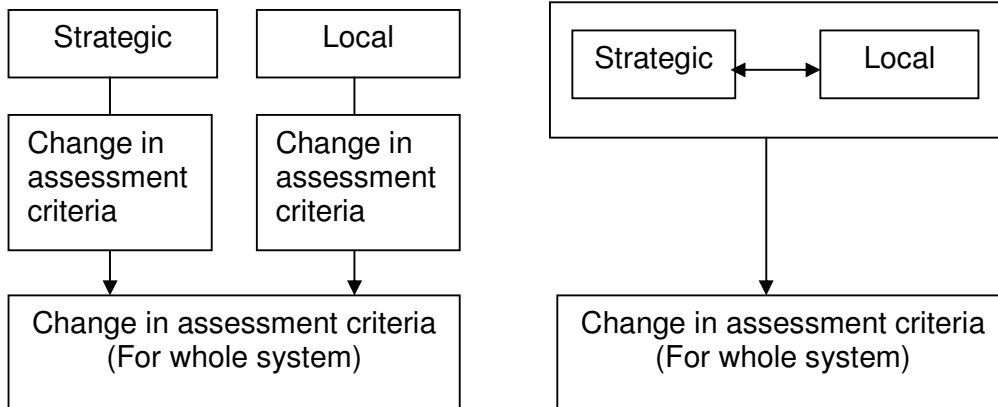 Strategic
Local
Change in
assessment
criteria
Change in
assessment
criteria
Change in assessment criteria
(For whole system)
Strategic
Local
Change in assessment criteria
(For whole system)